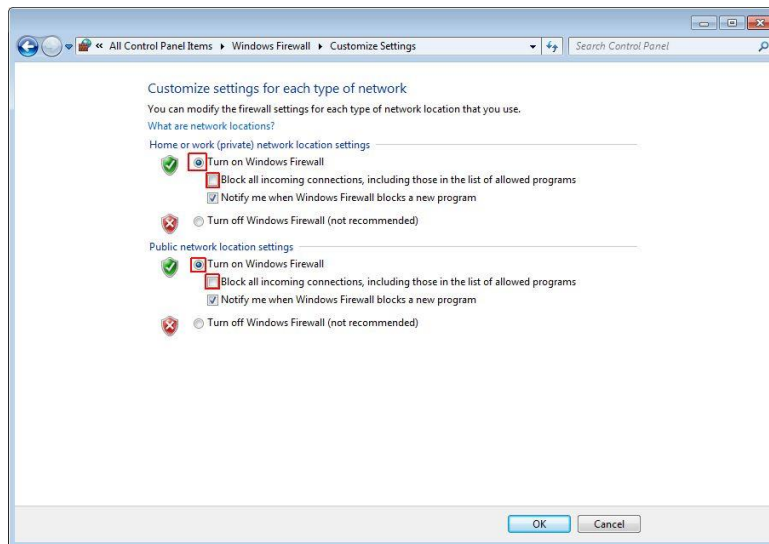 « All Control Panel Items ▸ Windows Firewall ▸ Customize Settings
Search Control Panel
Customize settings for each type of network
You can modify the firewall settings for each type of network location that you use.
What are network locations?
Home or work (private) network location settings
Turn on Windows Firewall
Block all incoming connections, including those in the list of allowed programs
Notify me when Windows Firewall blocks a new program
Turn off Windows Firewall (not recommended)
Public network location settings
Turn on Windows Firewall
Block all incoming connections, including those in the list of allowed programs
Notify me when Windows Firewall blocks a new program
Turn off Windows Firewall (not recommended)
OK
Cancel